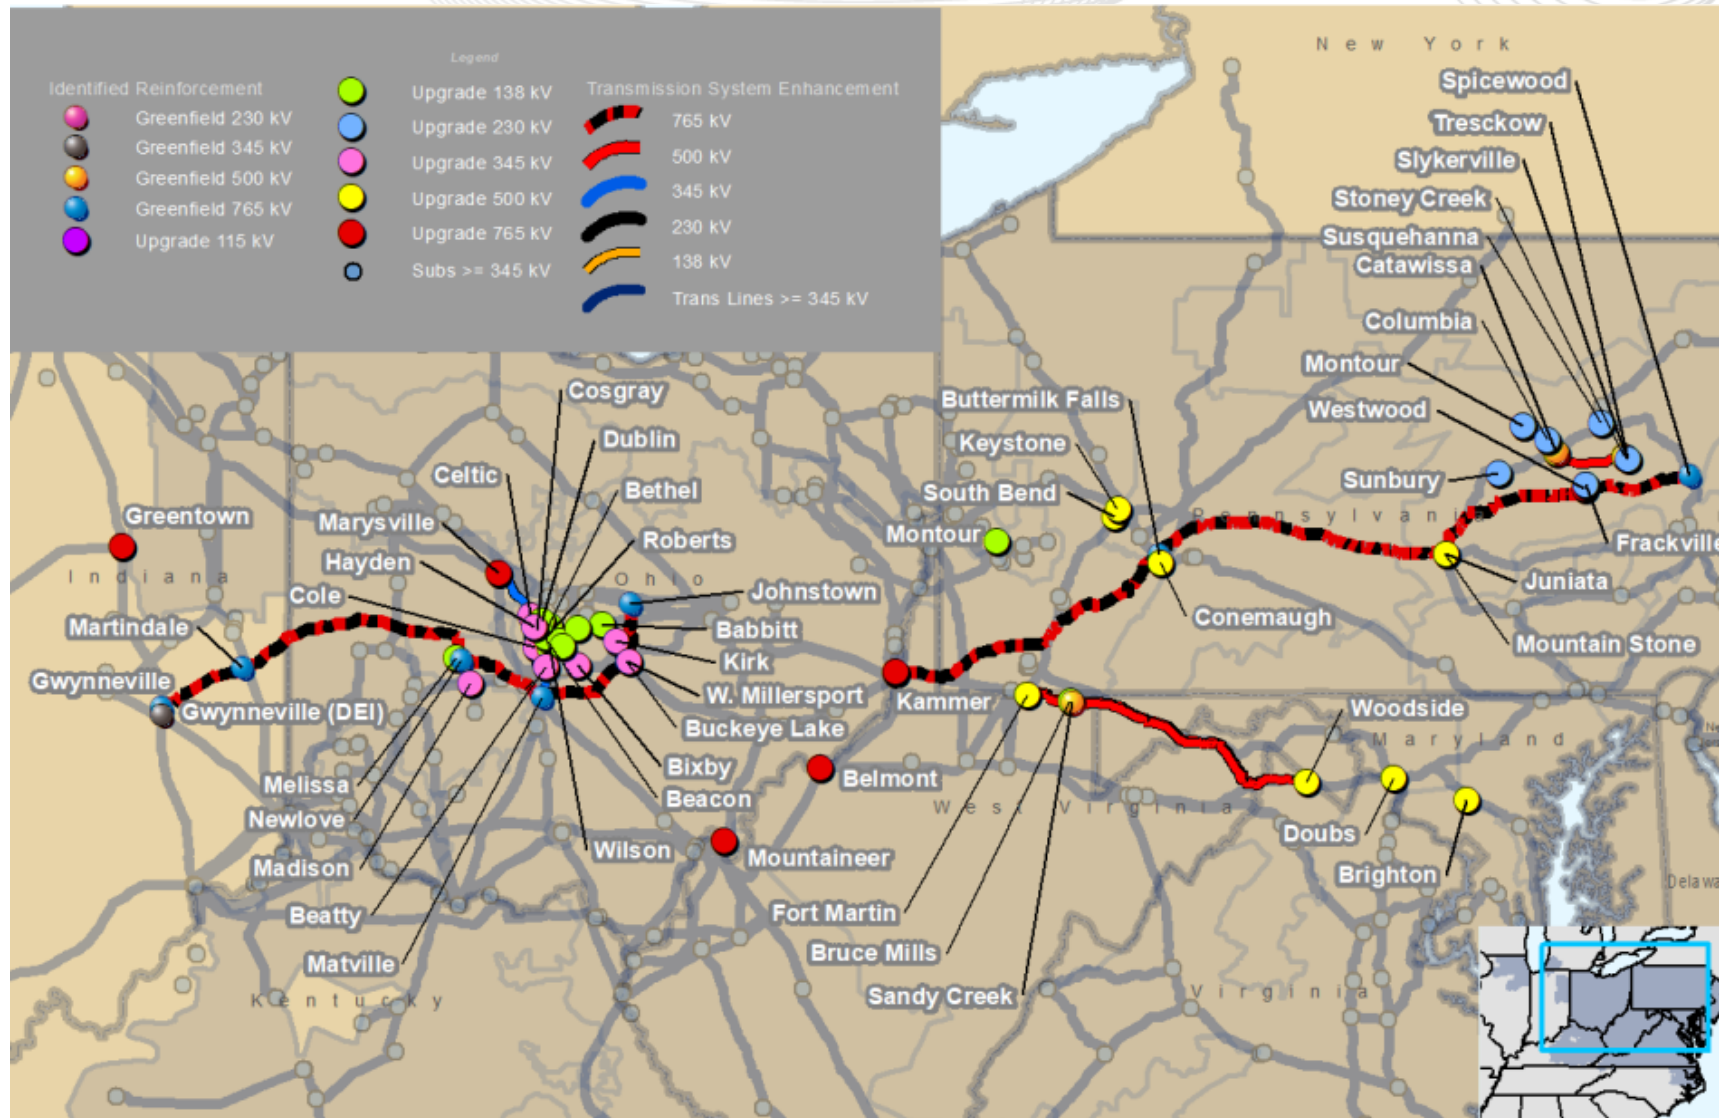 Legend
Identified Reinforcement
Greenfield 230 kV
Greenfield 345 kV
Greenfield 500 kV
Greenfield 765 kV
Upgrade 115 kV
Upgrade 138 kV
Upgrade 230 kV
Upgrade 345 kV
Upgrade 500 kV
Upgrade 765 kV
Subs >= 345 kV
Transmission System Enhancement
765 kV
500 kV
345 kV
230 kV
138 kV
Trans Lines >= 345 kV
New York
Spicewood
Tresckow
Slykerville
Stoney Creek
Susquehanna
Catawissa
Columbia
Montour
Westwood
Sunbury
Frackville
Juniata
Mountain Stone
Pennsylvania
Buttermilk Falls
Keystone
South Bend
Montour
Conemaugh
Cosgray
Dublin
Celtic
Bethel
Marysville
Roberts
Hayden
Ohio
Cole
Johnstown
Babbitt
Kirk
W. Millersport
Buckeye Lake
Bixby
Beacon
Wilson
Greentown
Indiana
Martindale
Gwynneville
Gwynneville (DEI)
Melissa
Newlove
Madison
Beatty
Matville
Kentucky
Kammer
Belmont
Mountaineer
West Virginia
Woodside
Maryland
Doubs
Brighton
Fort Martin
Bruce Mills
Sandy Creek
Virginia
Delawa